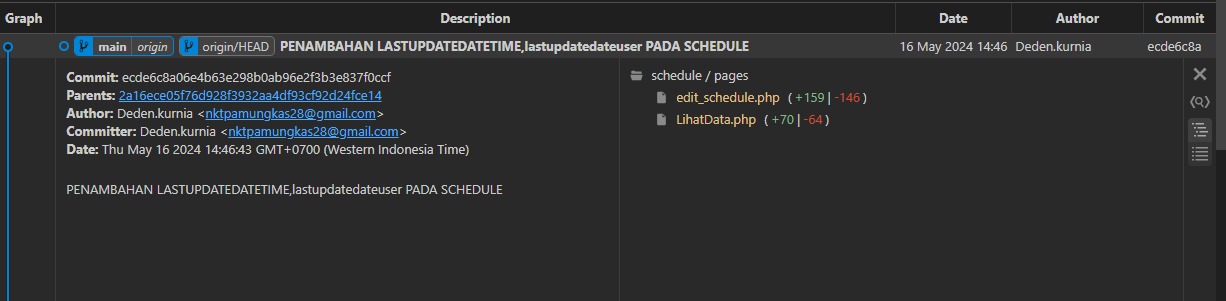 Graph Description Date Author Commit
main origin origin/HEAD PENAMBAHAN LASTUPDATEDATETIME,lastupdatedateuser PADA SCHEDULE 16 May 2024 14:46 Deden.kurnia ecde6c8a
Commit: ecde6c8a06e4b63e298b0ab96e2f3b3e837f0ccf
Parents: 2a16ece05f76d928f3932aa4df93cf92d24fce14
Author: Deden.kurnia <nktpamungkas28@gmail.com>
Committer: Deden.kurnia <nktpamungkas28@gmail.com>
Date: Thu May 16 2024 14:46:43 GMT+0700 (Western Indonesia Time)
PENAMBAHAN LASTUPDATEDATETIME,lastupdatedateuser PADA SCHEDULE
schedule / pages
edit_schedule.php (+159|-146)
LihatData.php (+70|-64)